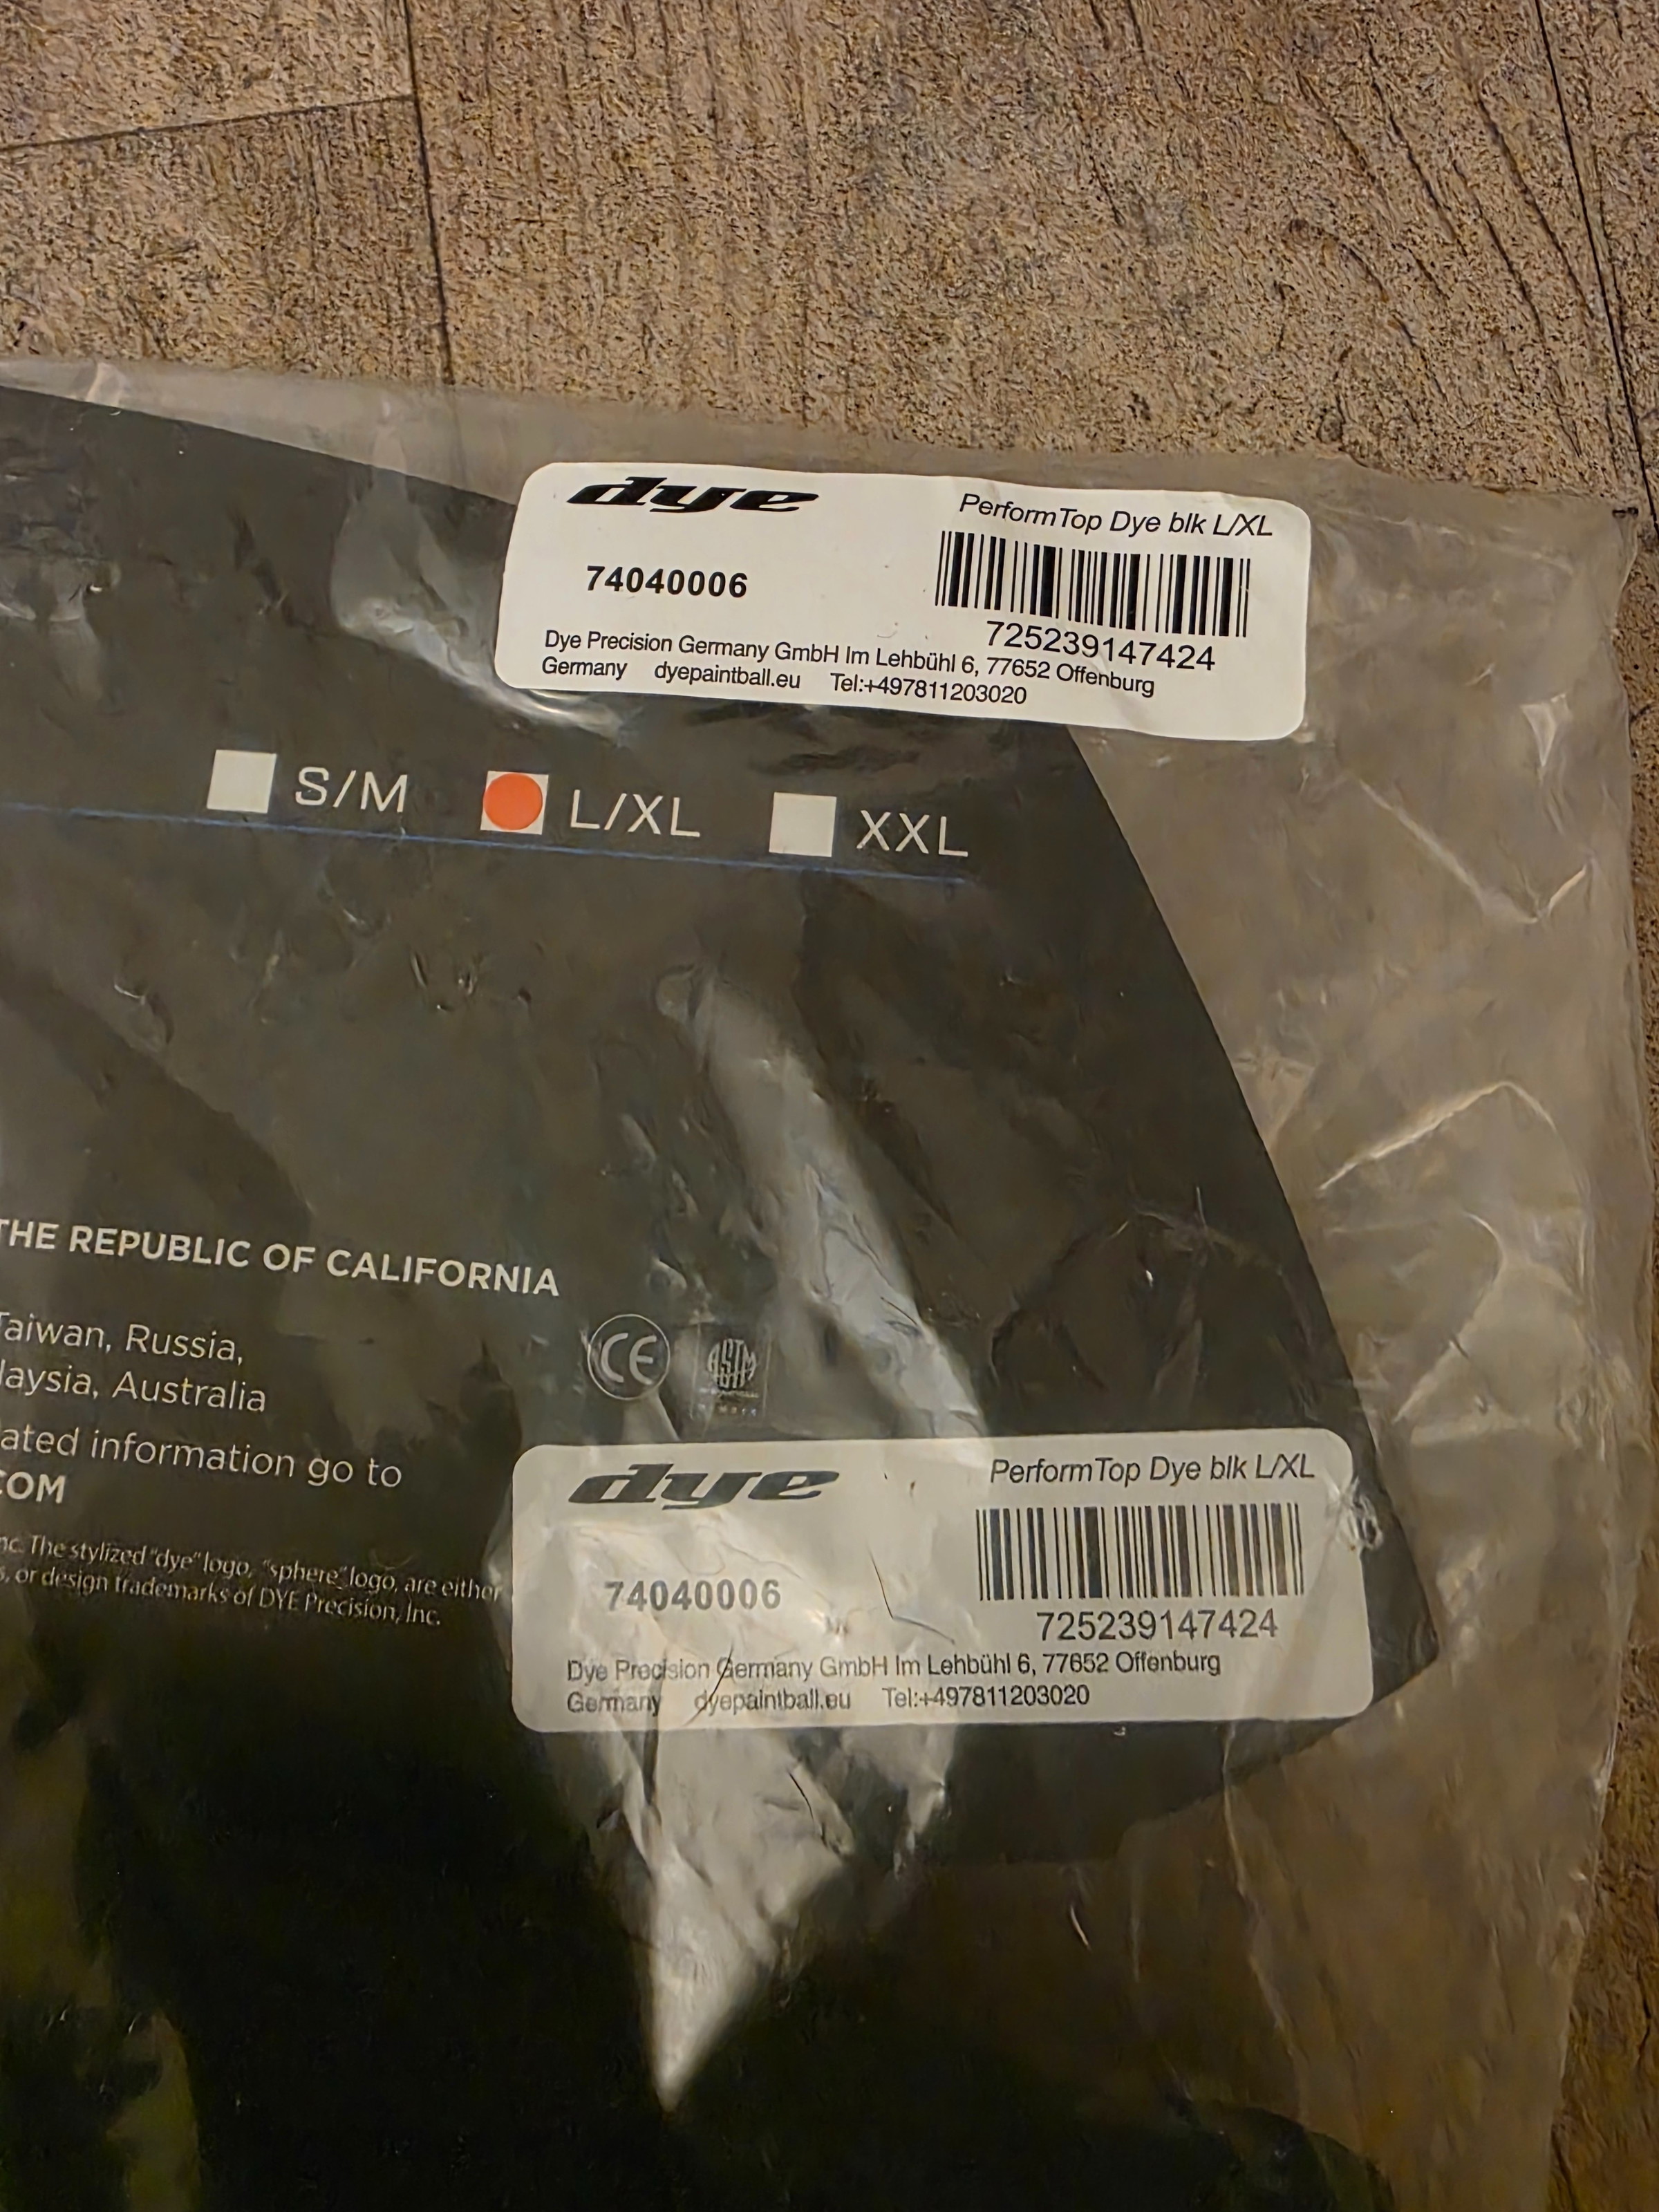 dye
PerformTop Dye blk L/XL
74040006
725239147424
Dye Precision Germany GmbH Im Lehbühl 6, 77652 Offenburg
Germany dyepaintball.eu Tel:+497811203020
S/M L/XL XXL
THE REPUBLIC OF CALIFORNIA
Taiwan, Russia,
laysia, Australia
CE ASTM
ated information go to
COM
nc. The stylized "dye" logo, "sphere" logo, are either
s, or design trademarks of DYE Precision, Inc.
dye
PerformTop Dye blk L/XL
74040006
725239147424
Dye Precision Germany GmbH Im Lehbühl 6, 77652 Offenburg
Germany dyepaintball.eu Tel:+497811203020